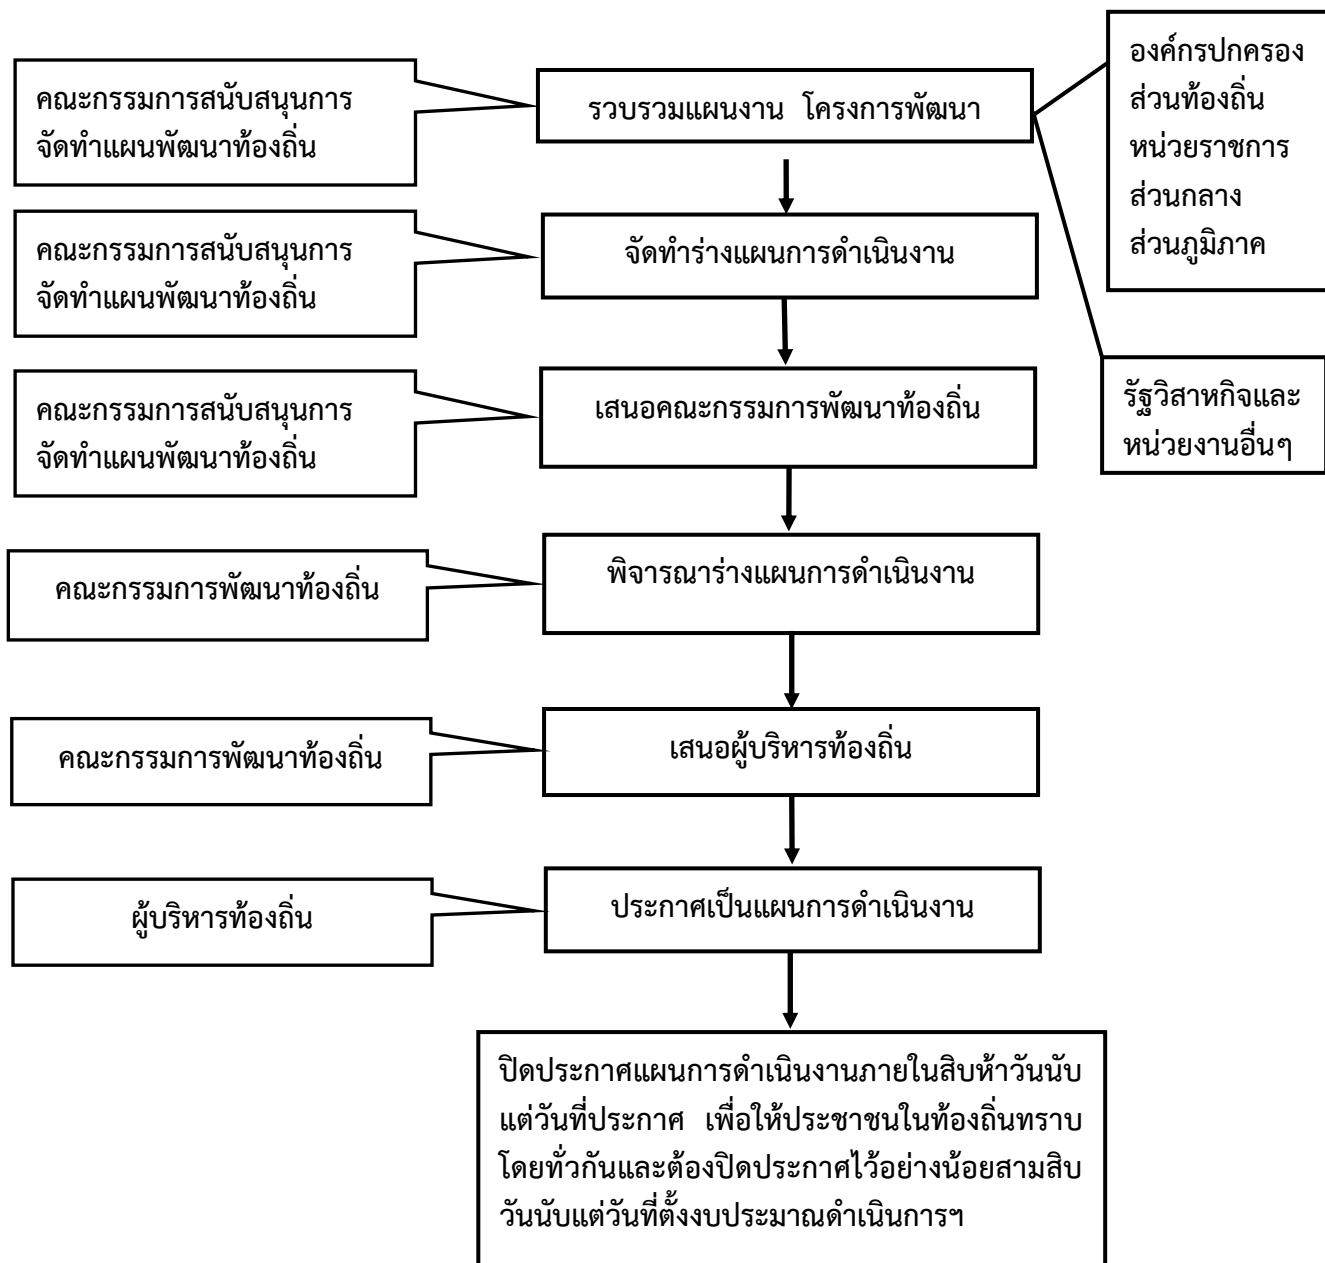 คณะกรรมการสนับสนุนการ
จัดทำแผนพัฒนาท้องถิ่น
รวบรวมแผนงาน โครงการพัฒนา
องค์กรปกครอง
ส่วนท้องถิ่น
หน่วยราชการ
ส่วนกลาง
ส่วนภูมิภาค
รัฐวิสาหกิจและ
หน่วยงานอื่นๆ
คณะกรรมการสนับสนุนการ
จัดทำแผนพัฒนาท้องถิ่น
จัดทำร่างแผนการดำเนินงาน
คณะกรรมการสนับสนุนการ
จัดทำแผนพัฒนาท้องถิ่น
เสนอคณะกรรมการพัฒนาท้องถิ่น
คณะกรรมการพัฒนาท้องถิ่น
พิจารณาร่างแผนการดำเนินงาน
คณะกรรมการพัฒนาท้องถิ่น
เสนอผู้บริหารท้องถิ่น
ผู้บริหารท้องถิ่น
ประกาศเป็นแผนการดำเนินงาน
ปิดประกาศแผนการดำเนินงานภายในสิบห้าวันนับ
แต่วันที่ประกาศ เพื่อให้ประชาชนในท้องถิ่นทราบ
โดยทั่วกันและต้องปิดประกาศไว้อย่างน้อยสามสิบ
วันนับแต่วันที่ตั้งงบประมาณดำเนินการฯ